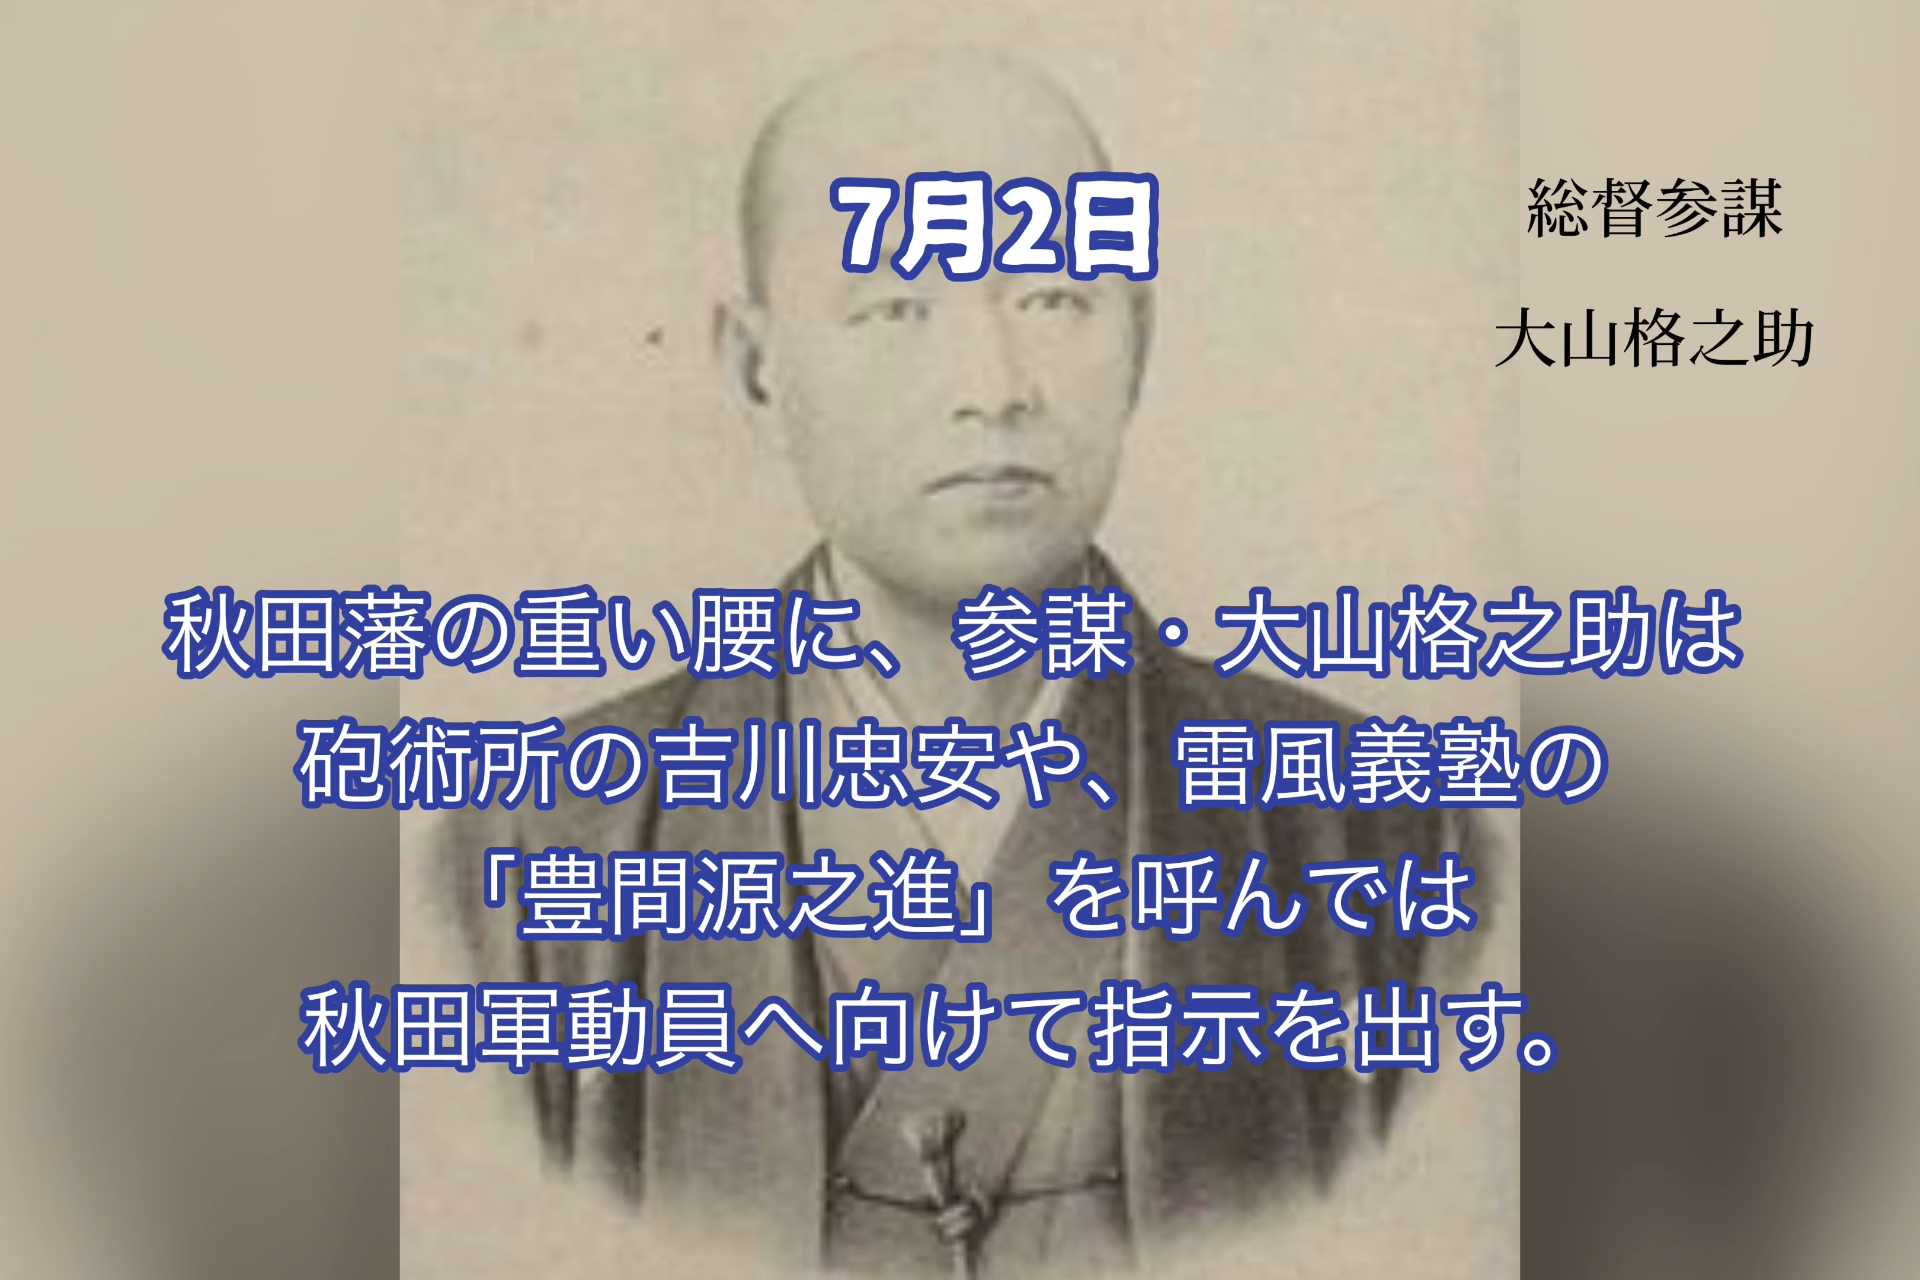 7月2日
総督参謀
大山格之助
秋田藩の重い腰に、参謀・大山格之助は
砲術所の吉川忠安や、雷風義塾の
「豊間源之進」を呼んでは
秋田軍動員へ向けて指示を出す。